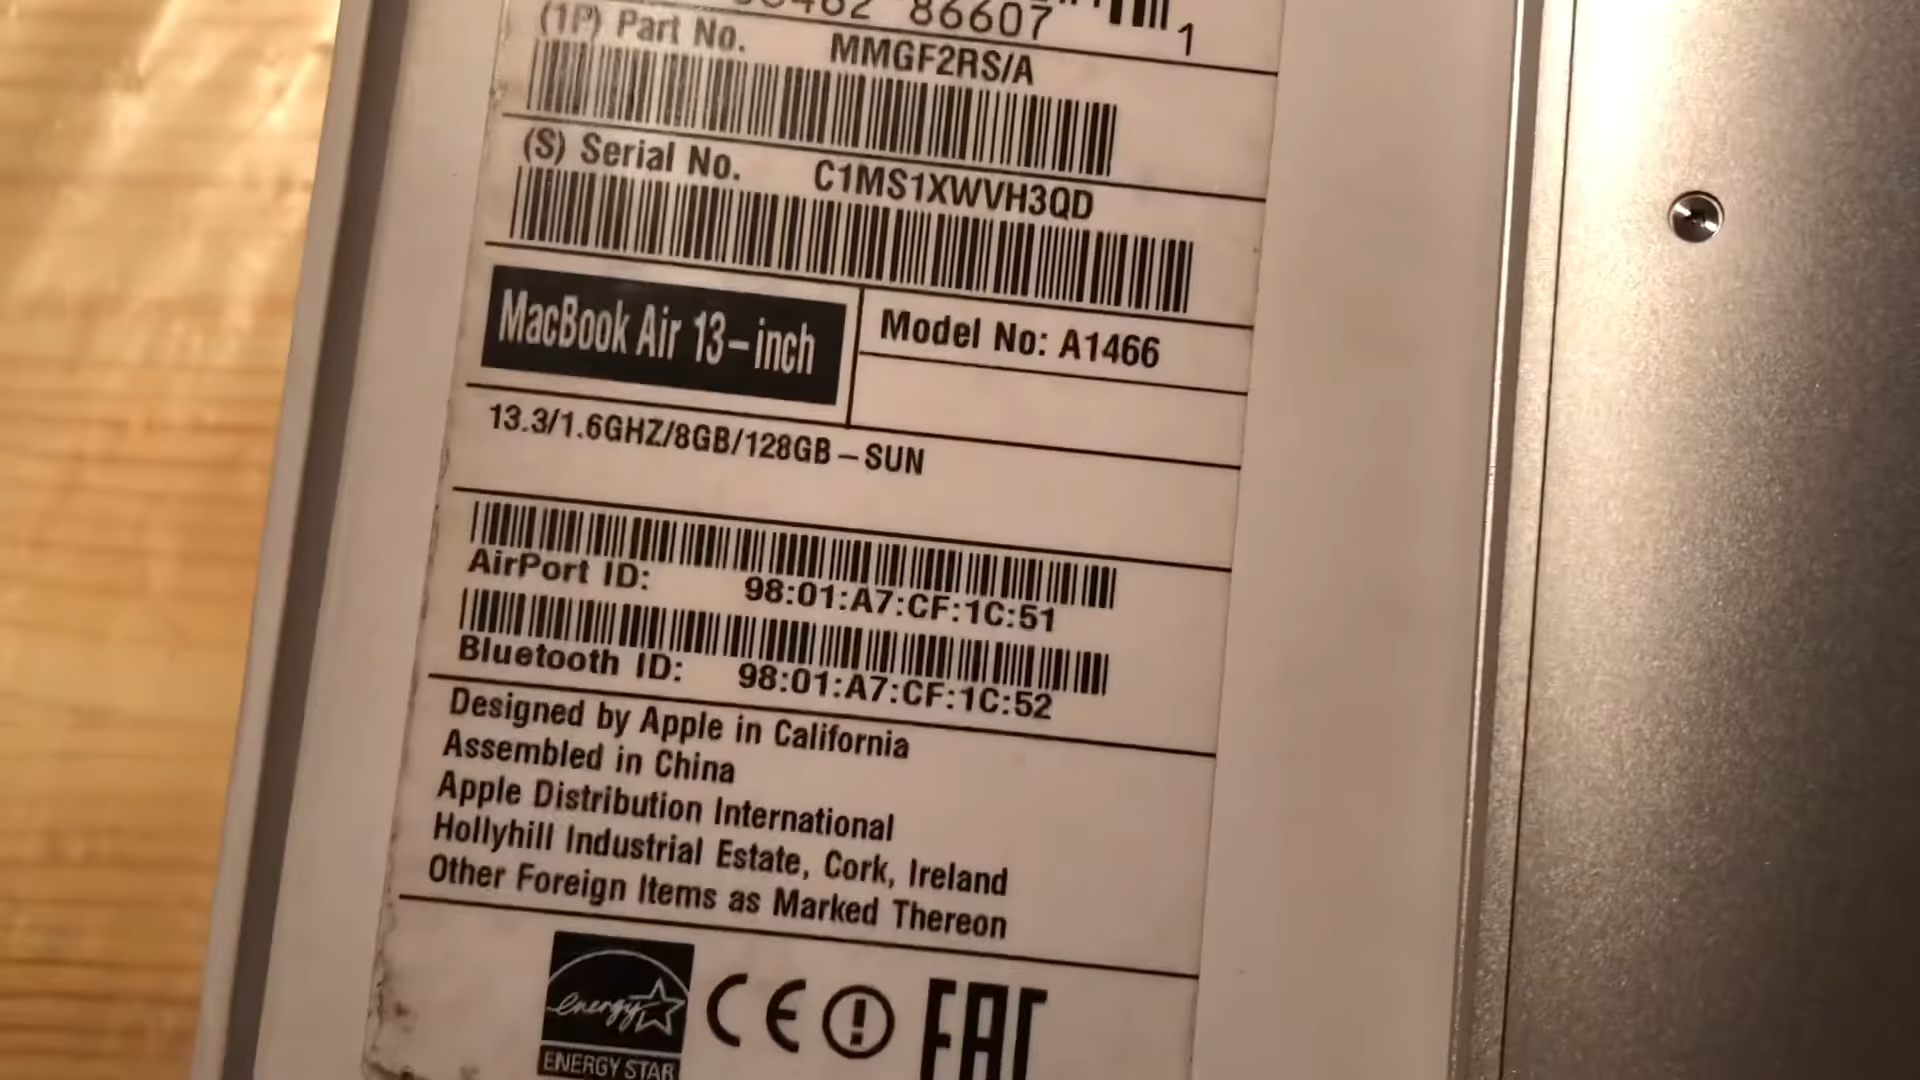 86607 1
(1P) Part No. MMGF2RS/A
(S) Serial No. C1MS1XWVH3QD
MacBook Air 13-inch
Model No: A1466
13.3/1.6GHZ/8GB/128GB-SUN
AirPort ID: 98:01:A7:CF:1C:51
Bluetooth ID: 98:01:A7:CF:1C:52
Designed by Apple in California
Assembled in China
Apple Distribution International
Hollyhill Industrial Estate, Cork, Ireland
Other Foreign Items as Marked Thereon
energy CE EAC
ENERGY STAR